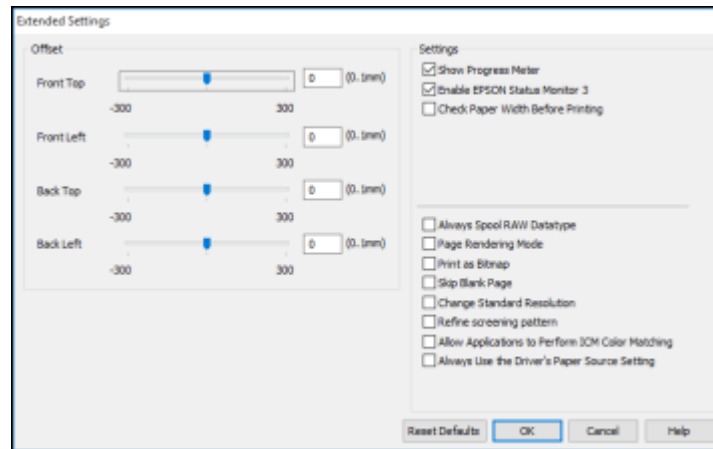 Extended Settings
Offset
Front Top
0
(0.1mm)
-300
300
Front Left
0
(0.1mm)
-300
300
Back Top
0
(0.1mm)
-300
300
Back Left
0
(0.1mm)
-300
300
Settings
Show Progress Meter
Enable EPSON Status Monitor 3
Check Paper Width Before Printing
Always Spool RAW Datatype
Page Rendering Mode
Print as Bitmap
Skip Blank Page
Change Standard Resolution
Refine screening pattern
Allow Applications to Perform ICM Color Matching
Always Use the Driver's Paper Source Setting
Reset Defaults
OK
Cancel
Help